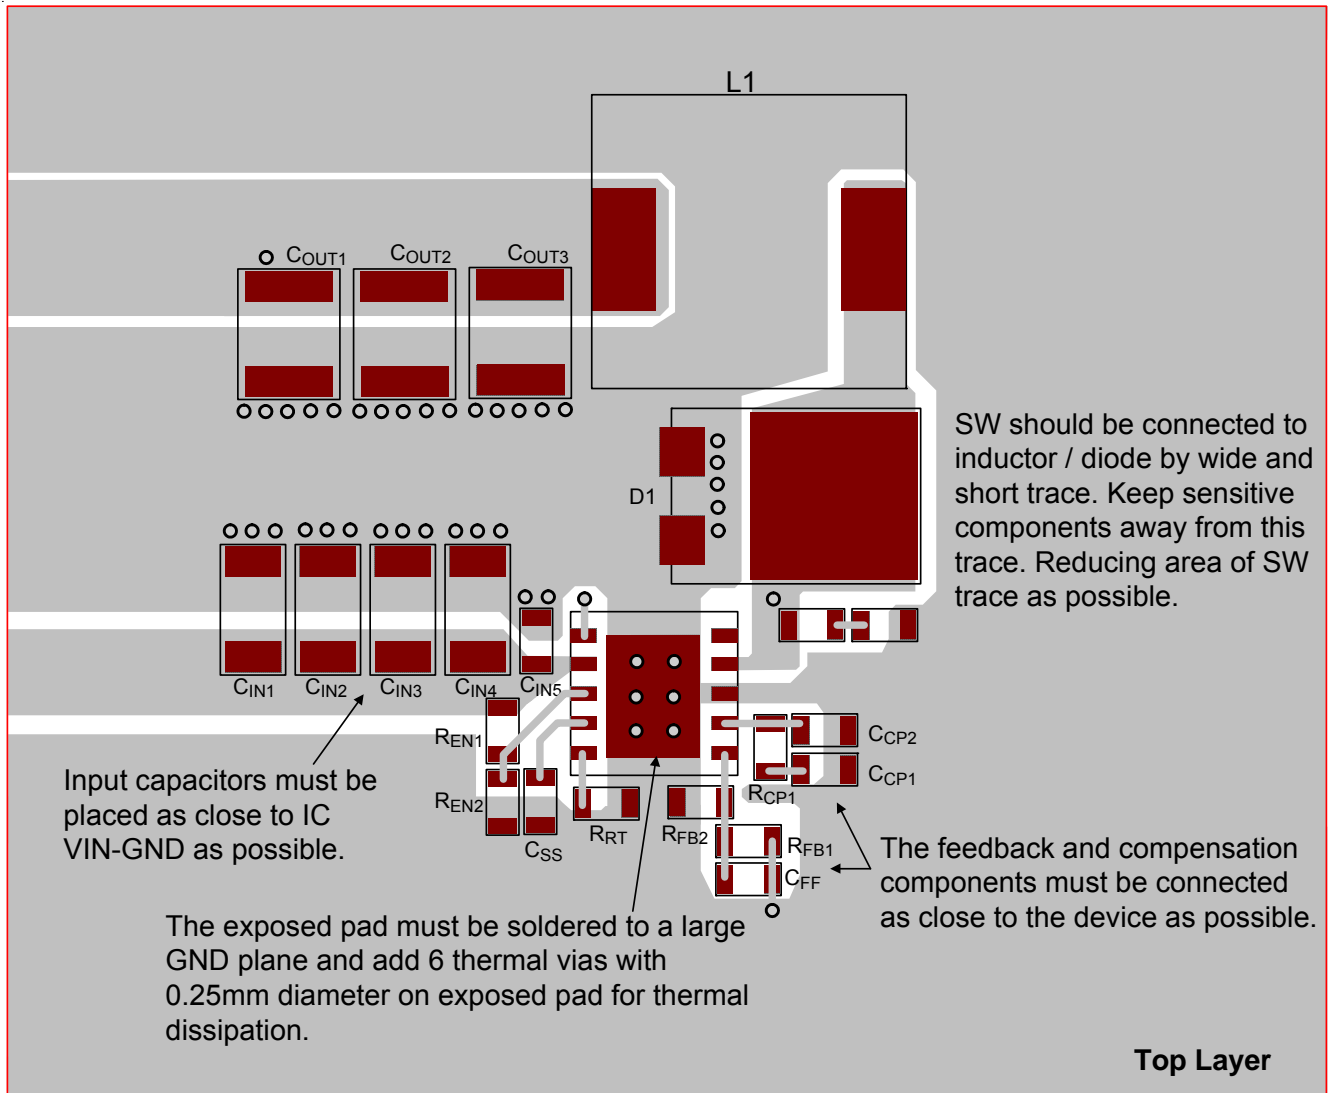 L1
COUT1
COUT2
COUT3
D1
SW should be connected to
inductor / diode by wide and
short trace. Keep sensitive
components away from this
trace. Reducing area of SW
trace as possible.
CIN1
CIN2
CIN3
CIN4
CIN5
REN1
REN2
CSS
RRT
RFB2
RCP1
CCP2
CCP1
RFB1
CFF
Input capacitors must be
placed as close to IC
VIN-GND as possible.
The feedback and compensation
components must be connected
as close to the device as possible.
The exposed pad must be soldered to a large
GND plane and add 6 thermal vias with
0.25mm diameter on exposed pad for thermal
dissipation.
Top Layer